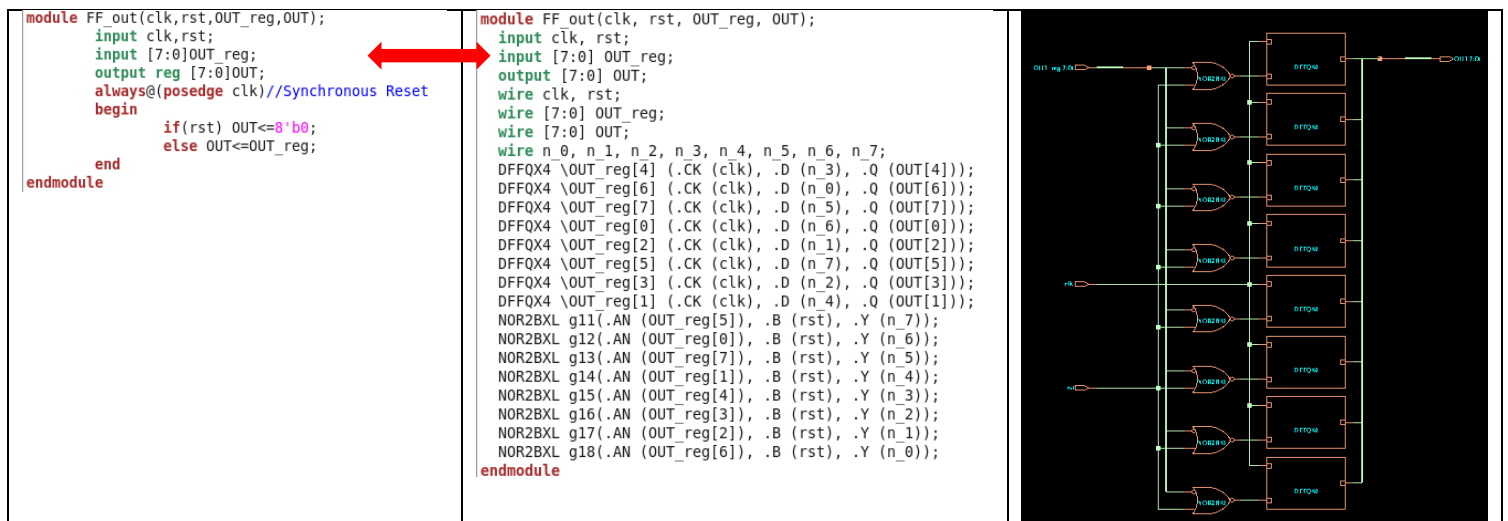 module FF_out(clk,rst,OUT_reg,OUT);
input clk,rst;
input [7:0]OUT_reg;
output reg [7:0]OUT;
always@(posedge clk)//Synchronous Reset
begin
if(rst) OUT<=8'b0;
else OUT<=OUT_reg;
end
endmodule
module FF_out(clk, rst, OUT_reg, OUT);
input clk, rst;
input [7:0] OUT_reg;
output [7:0] OUT;
wire clk, rst;
wire [7:0] OUT_reg;
wire [7:0] OUT;
wire n_0, n_1, n_2, n_3, n_4, n_5, n_6, n_7;
DFFQX4 \OUT_reg[4] (.CK (clk), .D (n_3), .Q (OUT[4]));
DFFQX4 \OUT_reg[6] (.CK (clk), .D (n_0), .Q (OUT[6]));
DFFQX4 \OUT_reg[7] (.CK (clk), .D (n_5), .Q (OUT[7]));
DFFQX4 \OUT_reg[0] (.CK (clk), .D (n_6), .Q (OUT[0]));
DFFQX4 \OUT_reg[2] (.CK (clk), .D (n_1), .Q (OUT[2]));
DFFQX4 \OUT_reg[5] (.CK (clk), .D (n_7), .Q (OUT[5]));
DFFQX4 \OUT_reg[3] (.CK (clk), .D (n_2), .Q (OUT[3]));
DFFQX4 \OUT_reg[1] (.CK (clk), .D (n_4), .Q (OUT[1]));
NOR2BXL g11(.AN (OUT_reg[5]), .B (rst), .Y (n_7));
NOR2BXL g12(.AN (OUT_reg[0]), .B (rst), .Y (n_6));
NOR2BXL g13(.AN (OUT_reg[7]), .B (rst), .Y (n_5));
NOR2BXL g14(.AN (OUT_reg[1]), .B (rst), .Y (n_4));
NOR2BXL g15(.AN (OUT_reg[4]), .B (rst), .Y (n_3));
NOR2BXL g16(.AN (OUT_reg[3]), .B (rst), .Y (n_2));
NOR2BXL g17(.AN (OUT_reg[2]), .B (rst), .Y (n_1));
NOR2BXL g18(.AN (OUT_reg[6]), .B (rst), .Y (n_0));
endmodule